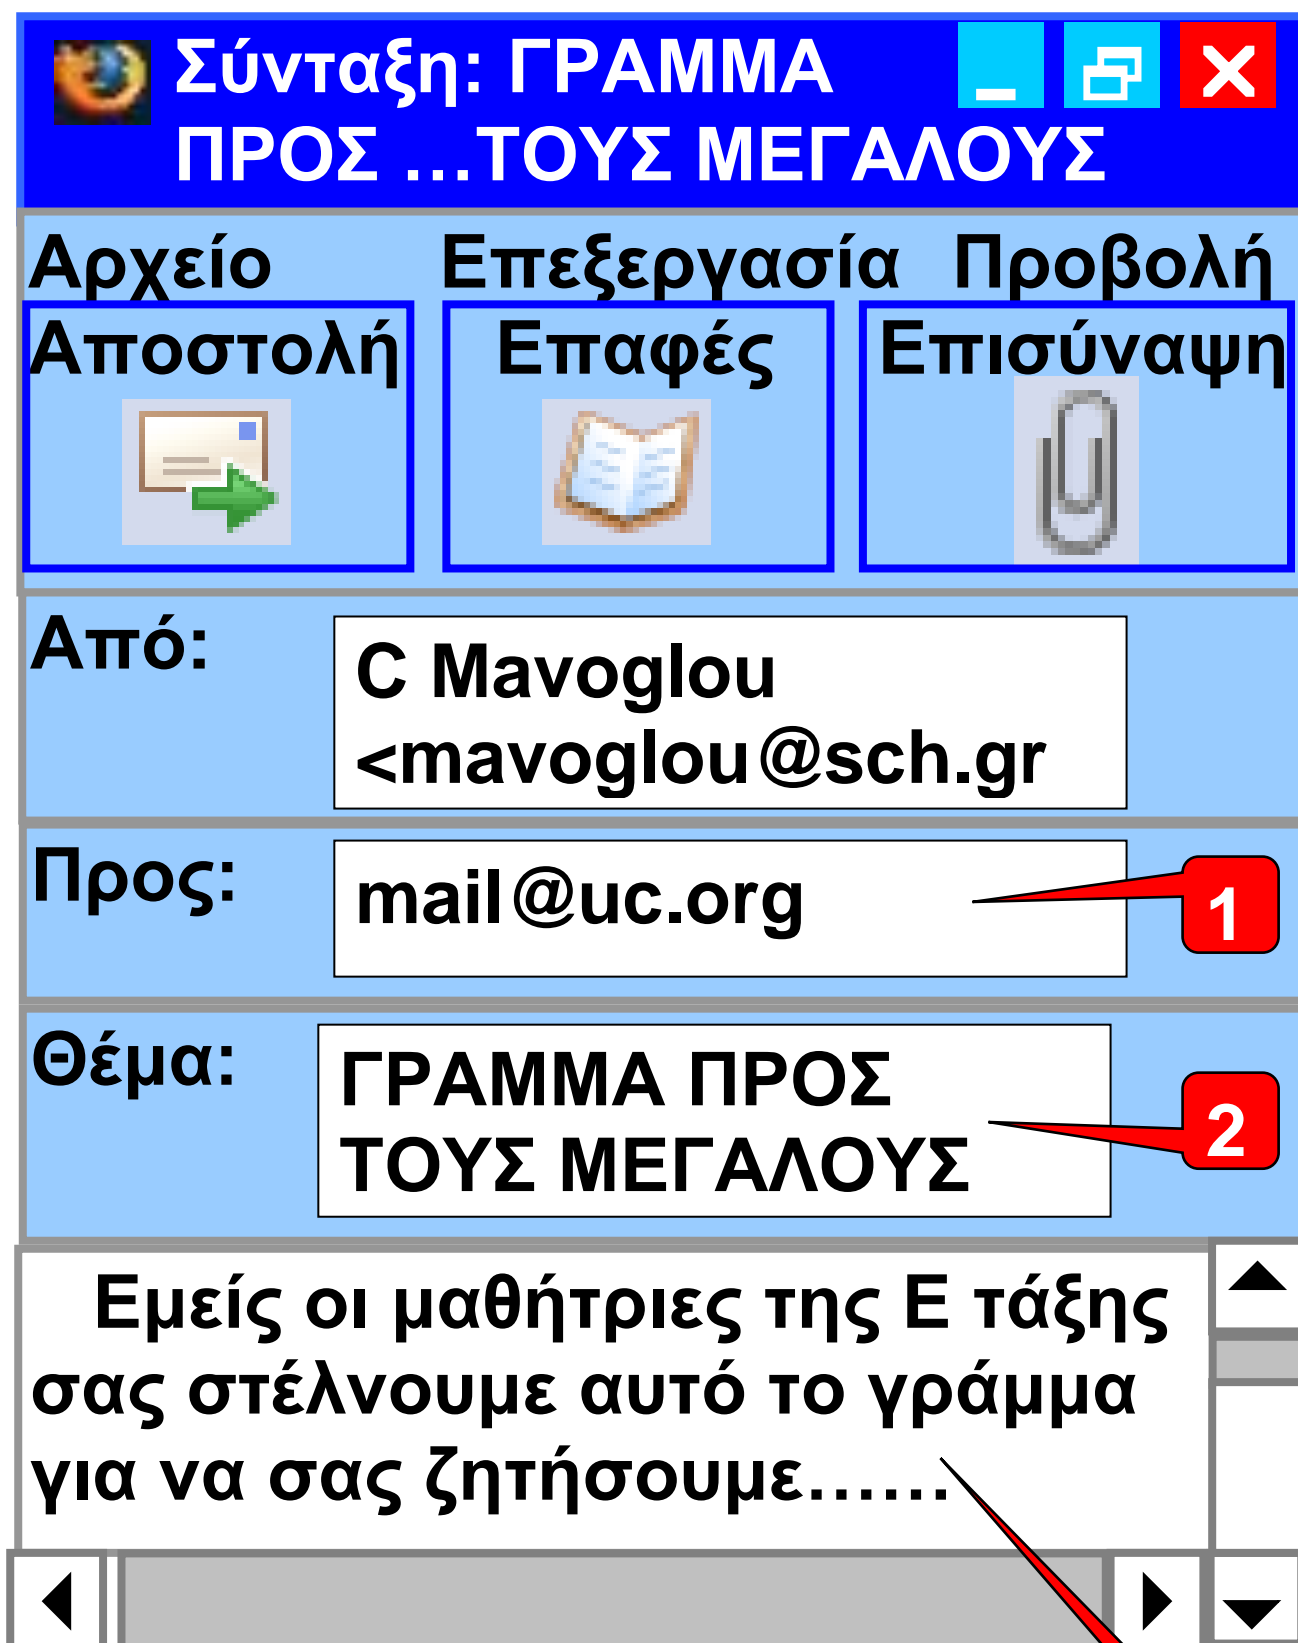 Σύνταξη: ΓΡΑΜΜΑ
ΠΡΟΣ …ΤΟΥΣ ΜΕΓΑΛΟΥΣ
Αρχείο Επεξεργασία Προβολή
Αποστολή Επαφές Επισύναψη
Από:
C Mavoglou
<mavoglou@sch.gr
Προς:
mail@uc.org
1
Θέμα:
ΓΡΑΜΜΑ ΠΡΟΣ
ΤΟΥΣ ΜΕΓΑΛΟΥΣ
2
Εμείς οι μαθήτριες της Ε τάξης
σας στέλνουμε αυτό το γράμμα
για να σας ζητήσουμε……